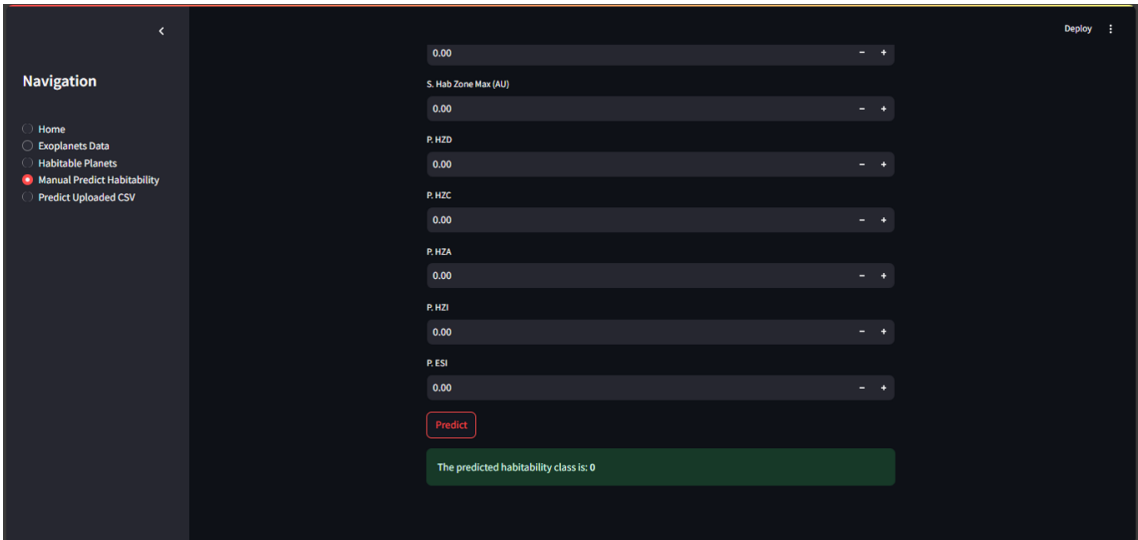 Deploy
Navigation
Home
Exoplanets Data
Habitable Planets
Manual Predict Habitability
Predict Uploaded CSV
0.00
S. Hab Zone Max (AU)
0.00
P. HZD
0.00
P. HZC
0.00
P. HZA
0.00
P. HZI
0.00
P. ESI
0.00
Predict
The predicted habitability class is: 0